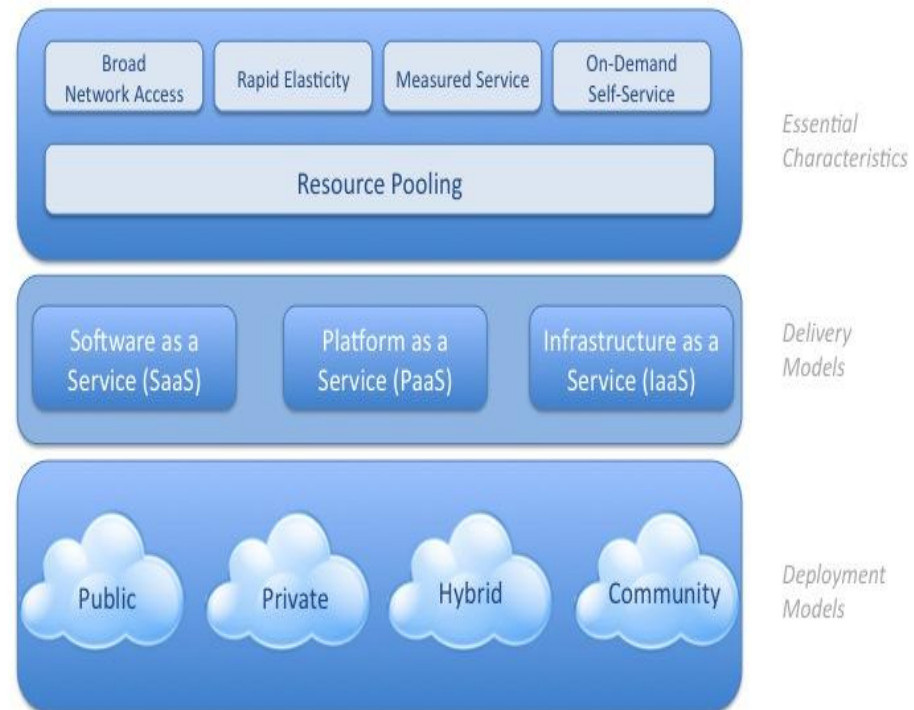 Broad
Network Access
Rapid Elasticity
Measured Service
On-Demand
Self-Service
Resource Pooling
Essential
Characteristics
Software as a
Service (SaaS)
Platform as a
Service (PaaS)
Infrastructure as a
Service (IaaS)
Delivery
Models
Public
Private
Hybrid
Community
Deployment
Models